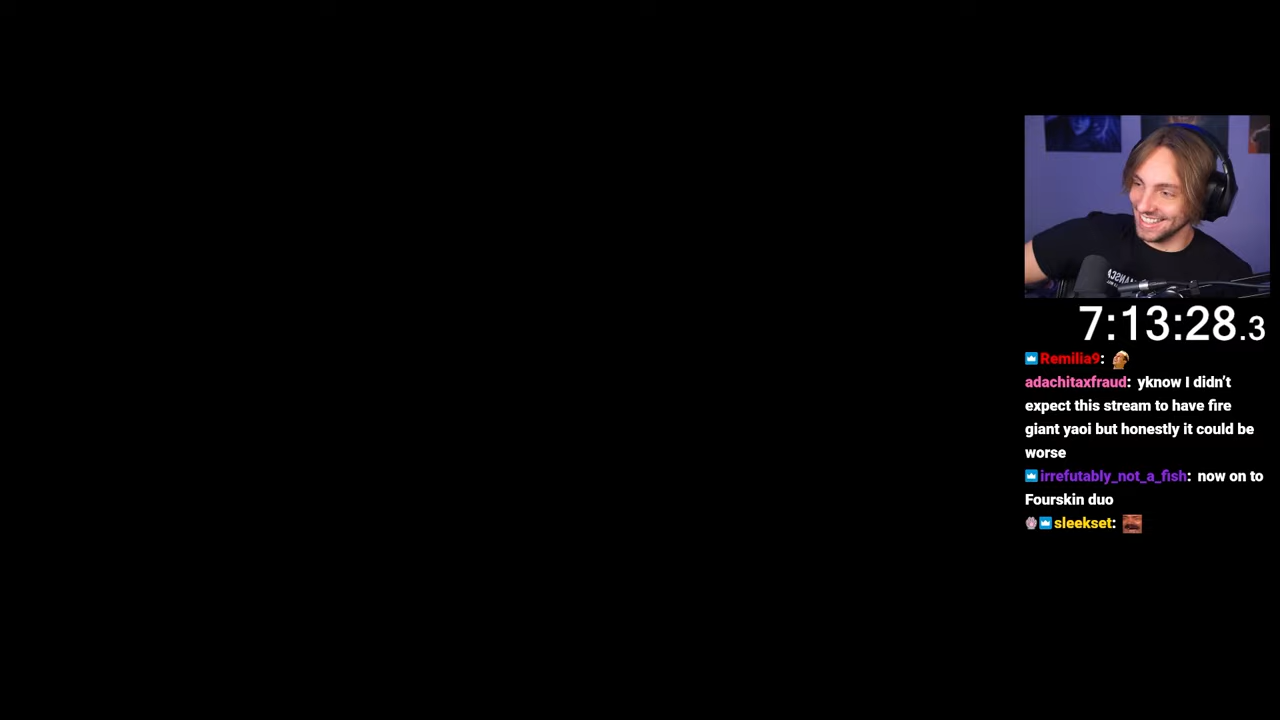 7:13:28.3
Remilia9:
adachitaxfraud: yknow I didn’t
expect this stream to have fire
giant yaoi but honestly it could be
worse
irrefutably_not_a_fish: now on to
Fourskin duo
sleekset: